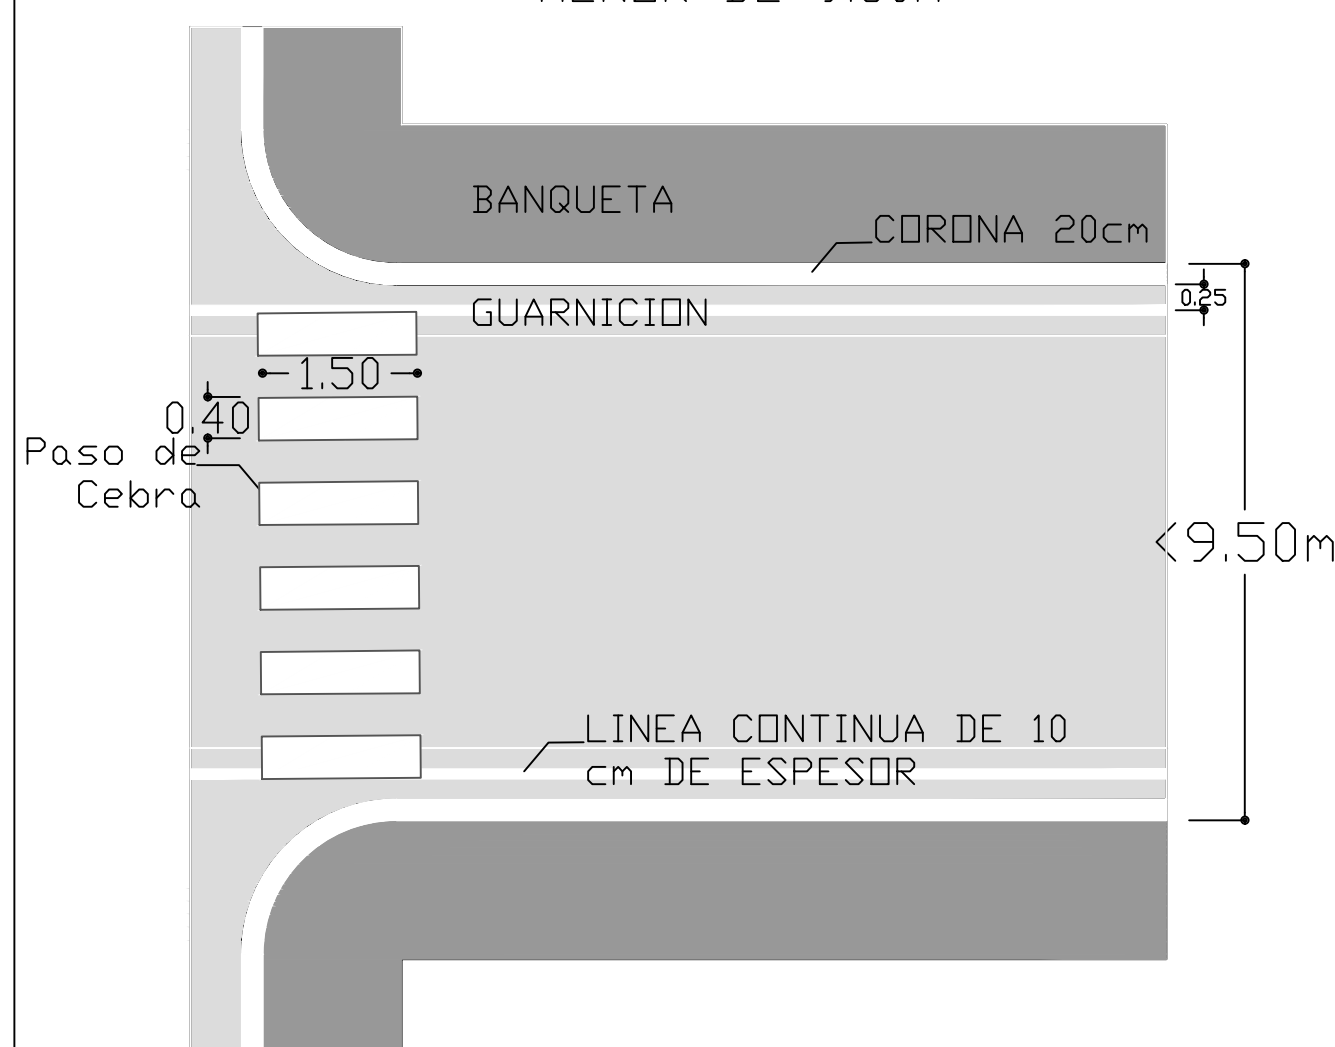 BANQUETA
CORONA 20cm
0.25
GUARNICION
1.50
0.40
Paso de
Cebra
<9.50m
LINEA CONTINUA DE 10
cm DE ESPESOR